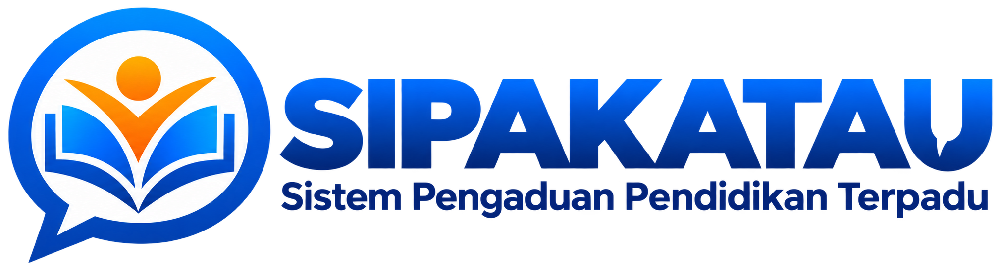 SIPAKATAU
Sistem Pengaduan Pendidikan Terpadu